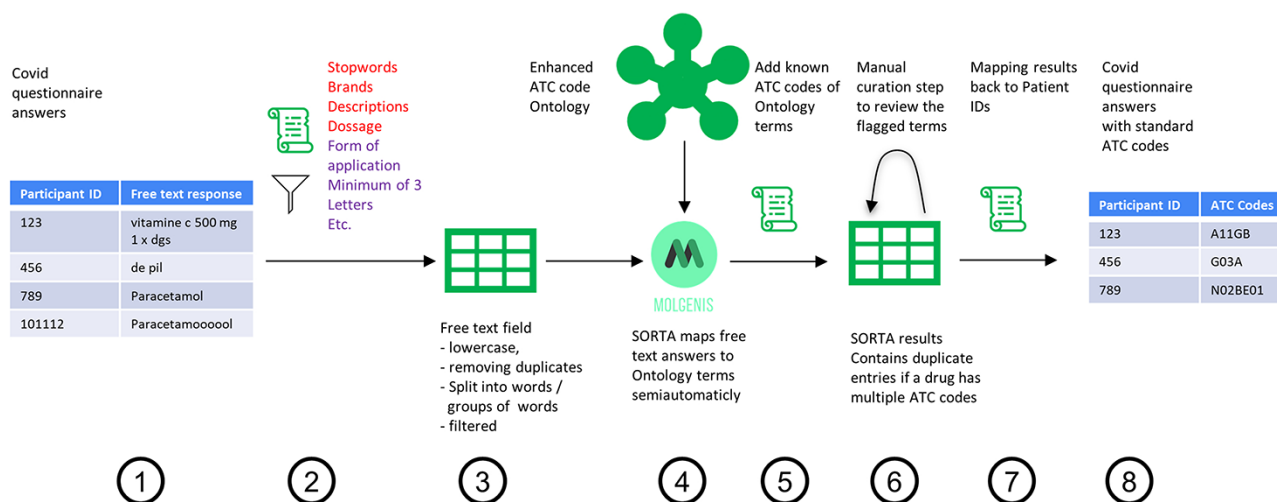 Covid
questionnaire
answers
Participant ID Free text response
123 vitamine c 500 mg
1 x dgs
456 de pil
789 Paracetamol
101112 Paracetamoooool
Stopwords
Brands
Descriptions
Dossage
Form of
application
Minimum of 3
Letters
Etc.
Free text field
- lowercase,
- removing duplicates
- Split into words /
groups of words
- filtered
Enhanced
ATC code
Ontology
MOLGENIS
SORTA maps free
text answers to
Ontology terms
semiautomaticly
Add known
ATC codes of
Ontology
terms
Manual
curation step
to review the
flagged terms
SORTA results
Contains duplicate
entries if a drug has
multiple ATC codes
Mapping results
back to Patient
IDs
Covid
questionnaire
answers
with standard
ATC codes
Participant ID ATC Codes
123 A11GB
456 G03A
789 N02BE01
1 2 3 4 5 6 7 8